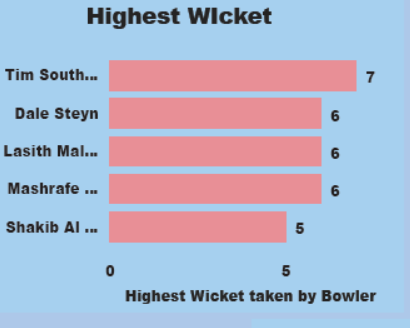 Highest WIcket
Tim South... 7
Dale Steyn 6
Lasith Mal... 6
Mashrafe ... 6
Shakib Al ... 5
0 5
Highest Wicket taken by Bowler